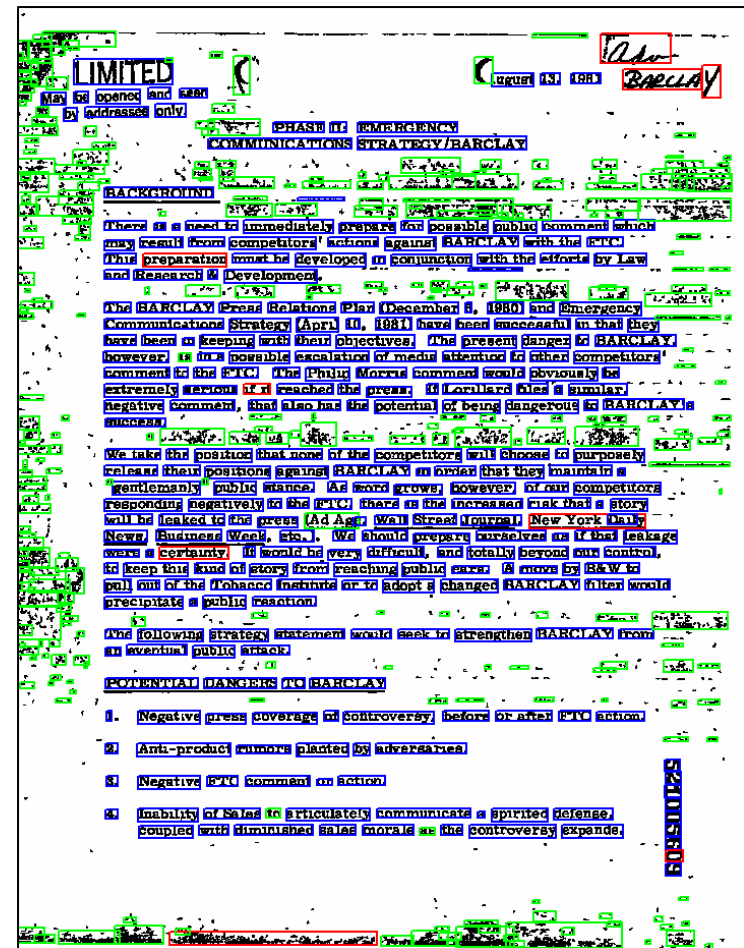 adv
BARCLAY
LIMITED
August 13, 1981
May be opened and seen
by addressee only.
PHASE II: EMERGENCY
COMMUNICATIONS STRATEGY/BARCLAY
BACKGROUND
There is a need to immediately prepare for possible public comment which
may result from competitors' actions against BARCLAY with the FTC.
This preparation must be developed in conjunction with the efforts by Law
and Research & Development.
The BARCLAY Press Relations Plan (December 8, 1980) and Emergency
Communications Strategy (April 10, 1981) have been successful in that they
have been in keeping with their objectives. The present danger to BARCLAY,
however, is in a possible escalation of media attention to other competitors'
comment to the FTC. The Philip Morris comment would obviously be
extremely serious if it reached the press. If Lorillard files a similar,
negative comment, that also has the potential of being dangerous to BARCLAY's
success.
We take the position that none of the competitors will choose to purposely
release their positions against BARCLAY in order that they maintain a
"gentlemanly" public stance. As word grows, however, of our competitors
responding negatively to the FTC, there is the increased risk that a story
will be leaked to the press (Ad Age, Wall Street Journal, New York Daily
News, Business Week, etc.). We should prepare ourselves as if that leakage
were a certainty. It would be very difficult, and totally beyond our control,
to keep this kind of story from reaching public ears. A move by B&W to
pull out of the Tobacco Institute or to adopt a changed BARCLAY filter would
precipitate a public reaction.
The following strategy statement would seek to strengthen BARCLAY from
an eventual public attack.
POTENTIAL DANGERS TO BARCLAY
1. Negative press coverage of controversy, before or after FTC action.
2. Anti-product rumors planted by adversaries.
3. Negative FTC comment or action.
4. Inability of Sales to articulately communicate a spirited defense,
coupled with diminished sales morale as the controversy expands.